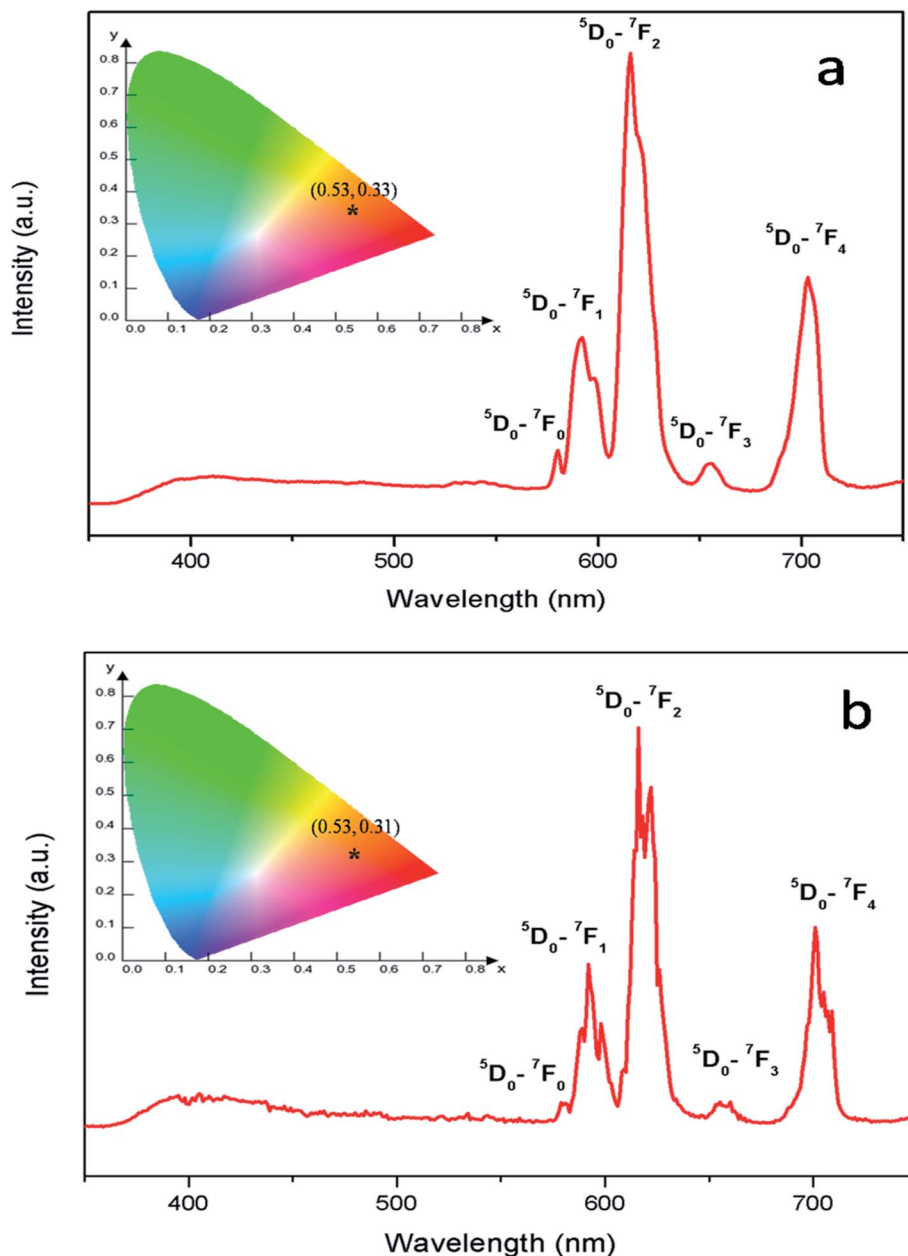 ⁵D₀- ⁷F₂
a
y
0.8
0.7
0.6
0.5
0.4
0.3
0.2
0.1
0.0
(0.53, 0.33)
*
0.0 0.1 0.2 0.3 0.4 0.5 0.6 0.7 0.8 x
⁵D₀- ⁷F₄
⁵D₀- ⁷F₁
⁵D₀- ⁷F₀
⁵D₀- ⁷F₃
Intensity (a.u.)
400 500 600 700
Wavelength (nm)
⁵D₀- ⁷F₂
b
y
0.8
0.7
0.6
0.5
0.4
0.3
0.2
0.1
0.0
(0.53, 0.31)
*
0.0 0.1 0.2 0.3 0.4 0.5 0.6 0.7 0.8 x
⁵D₀- ⁷F₄
⁵D₀- ⁷F₁
⁵D₀- ⁷F₀
⁵D₀- ⁷F₃
Intensity (a.u.)
400 500 600 700
Wavelength (nm)